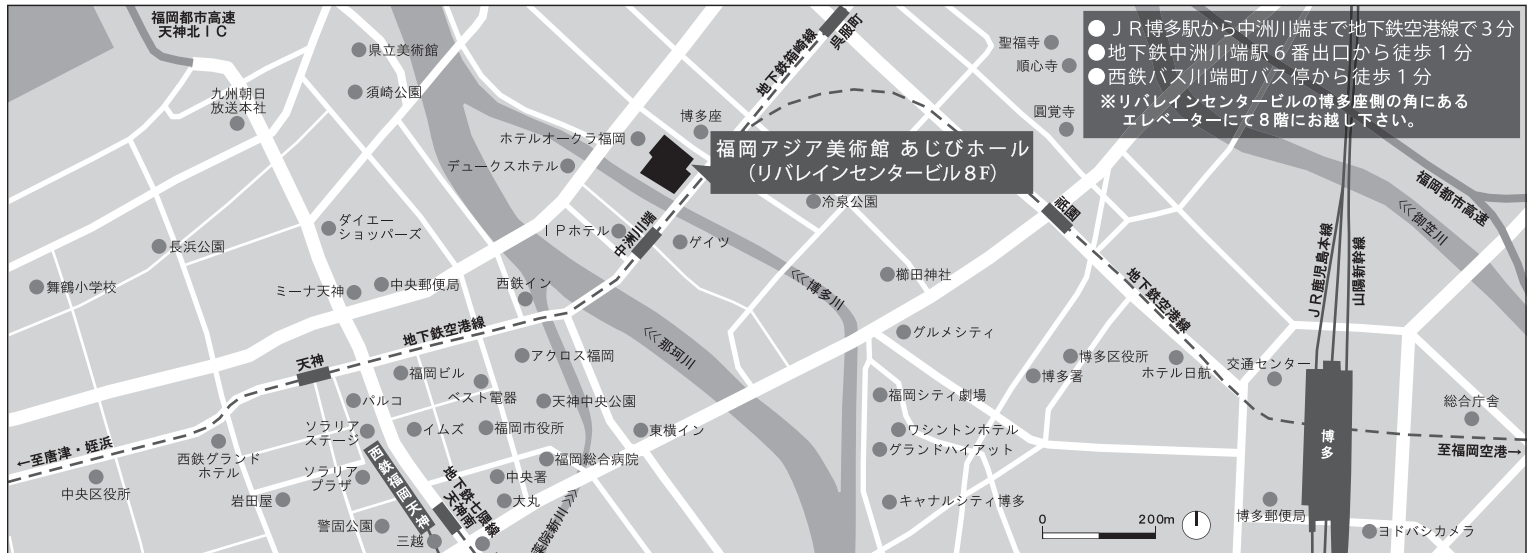 福岡都市高速
天神北ＩＣ
県立美術館
須崎公園
九州朝日
放送本社
ホテルオークラ福岡
デュークスホテル
博多座
地下鉄箱崎線
呉服町
聖福寺
順心寺
圓覚寺
●ＪＲ博多駅から中洲川端まで地下鉄空港線で３分
●地下鉄中洲川端駅６番出口から徒歩１分
●西鉄バス川端町バス停から徒歩１分
※リバレインセンタービルの博多座側の角にある
エレベーターにて８階にお越し下さい。
福岡アジア美術館 あじびホール
（リバレインセンタービル８Ｆ）
冷泉公園
祇園
福岡都市高速
<<<御笠川
ＪＲ鹿児島本線
山陽新幹線
長浜公園
ダイエー
ショッパーズ
ＩＰホテル
中洲川端
ゲイツ
舞鶴小学校
ミーナ天神
中央郵便局
西鉄イン
<<<博多川
櫛田神社
地下鉄空港線
地下鉄空港線
<<<那珂川
グルメシティ
天神
アクロス福岡
福岡ビル
ベスト電器
天神中央公園
パルコ
博多区役所
博多署
ホテル日航
交通センター
福岡シティ劇場
総合庁舎
ソラリア
ステージ
イムズ
福岡市役所
東横イン
ワシントンホテル
グランドハイアット
博多
至福岡空港→
←至唐津・姪浜
西鉄グランド
ホテル
中央区役所
ソラリア
プラザ
西鉄福岡天神
地下鉄七隈線
天神南
福岡総合病院
中央署
大丸
岩田屋
警固公園
三越
薬院新川>>>
キャナルシティ博多
0 200m
博多郵便局
ヨドバシカメラ